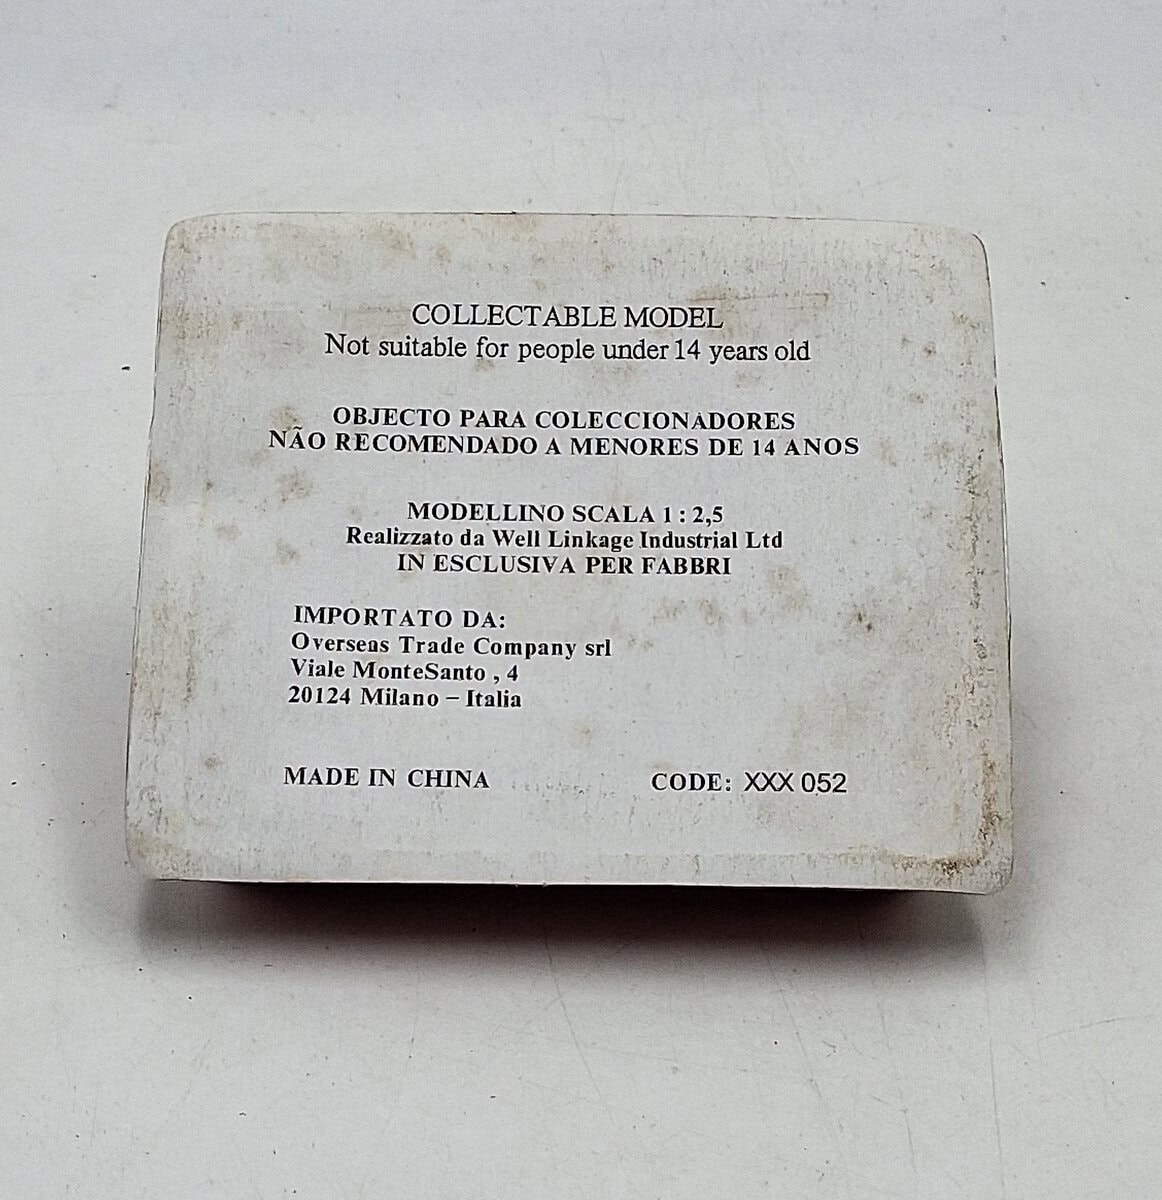 COLLECTABLE MODEL
Not suitable for people under 14 years old
OBJECTO PARA COLECCIONADORES
NÃO RECOMENDADO A MENORES DE 14 ANOS
MODELLINO SCALA 1 : 2,5
Realizzato da Well Linkage Industrial Ltd
IN ESCLUSIVA PER FABBRI
IMPORTATO DA:
Overseas Trade Company srl
Viale MonteSanto , 4
20124 Milano – Italia
MADE IN CHINA CODE: XXX 052